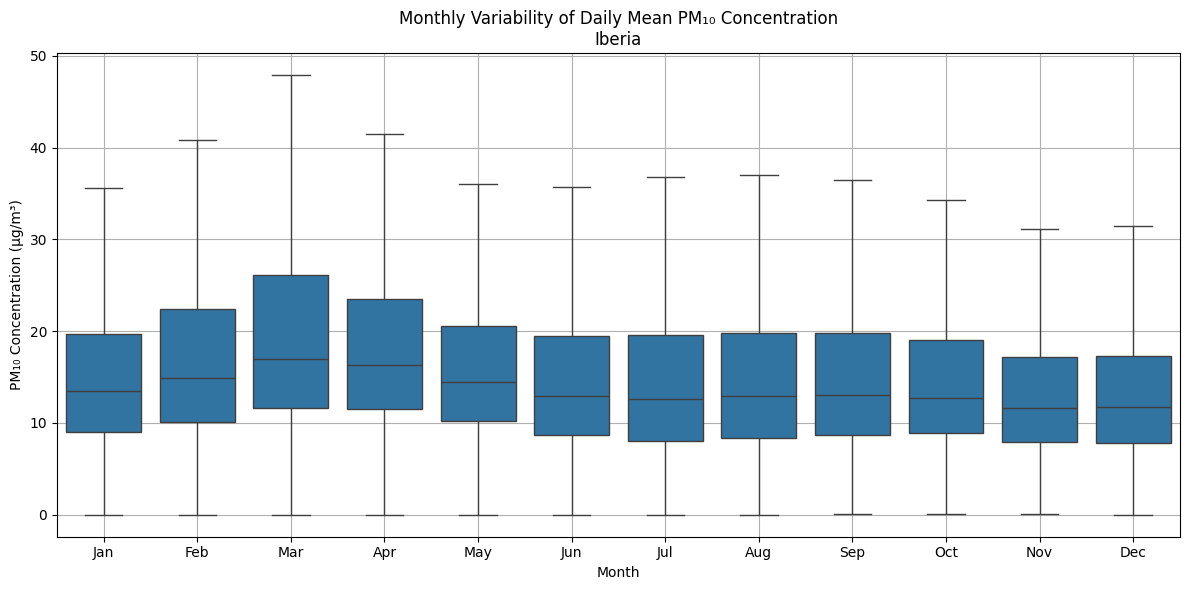 Monthly Variability of Daily Mean PM₁₀ Concentration
Iberia
PM₁₀ Concentration (µg/m³)
50
40
30
20
10
0
Jan Feb Mar Apr May Jun Jul Aug Sep Oct Nov Dec
Month